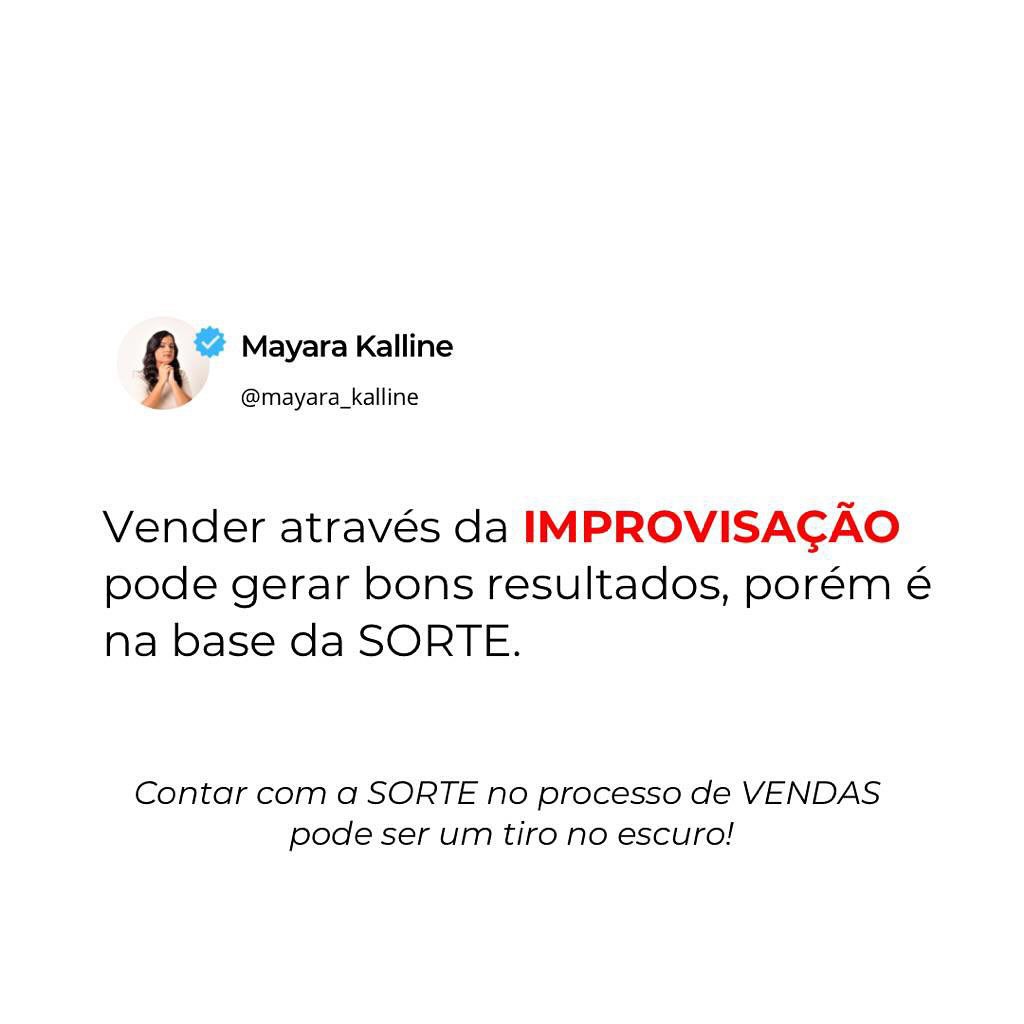 Mayara Kalline
@mayara_kalline
Vender através da IMPROVISAÇÃO
pode gerar bons resultados, porém é
na base da SORTE.
Contar com a SORTE no processo de VENDAS
pode ser um tiro no escuro!